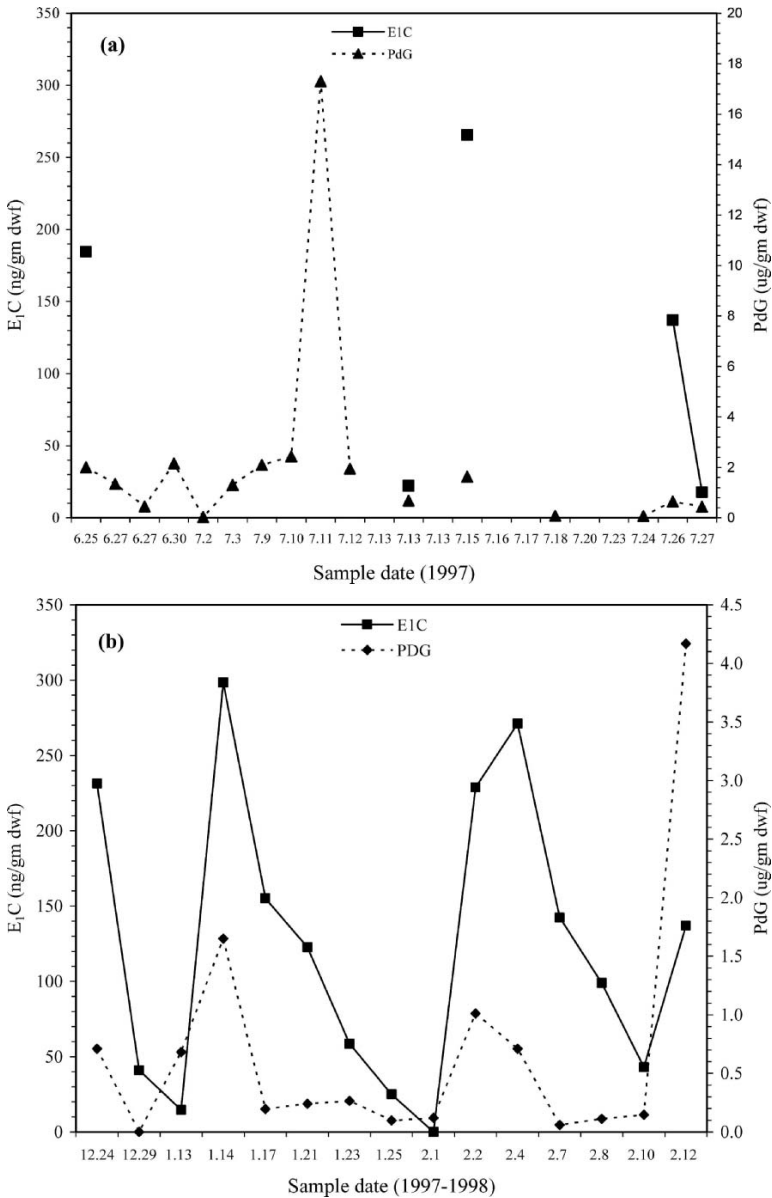 (a)
E1C
PdG
350
300
250
200
150
100
50
0
E₁C (ng/gm dwf)
20
18
16
14
12
10
8
6
4
2
0
PdG (ug/gm dwf)
6.25 6.27 6.27 6.30 7.2 7.3 7.9 7.10 7.11 7.12 7.13 7.13 7.13 7.15 7.16 7.17 7.18 7.20 7.23 7.24 7.26 7.27
Sample date (1997)
(b)
E1C
PDG
350
300
250
200
150
100
50
0
E₁C (ng/gm dwf)
4.5
4.0
3.5
3.0
2.5
2.0
1.5
1.0
0.5
0.0
PdG (ug/gm dwf)
12.24 12.29 1.13 1.14 1.17 1.21 1.23 1.25 2.1 2.2 2.4 2.7 2.8 2.10 2.12
Sample date (1997-1998)